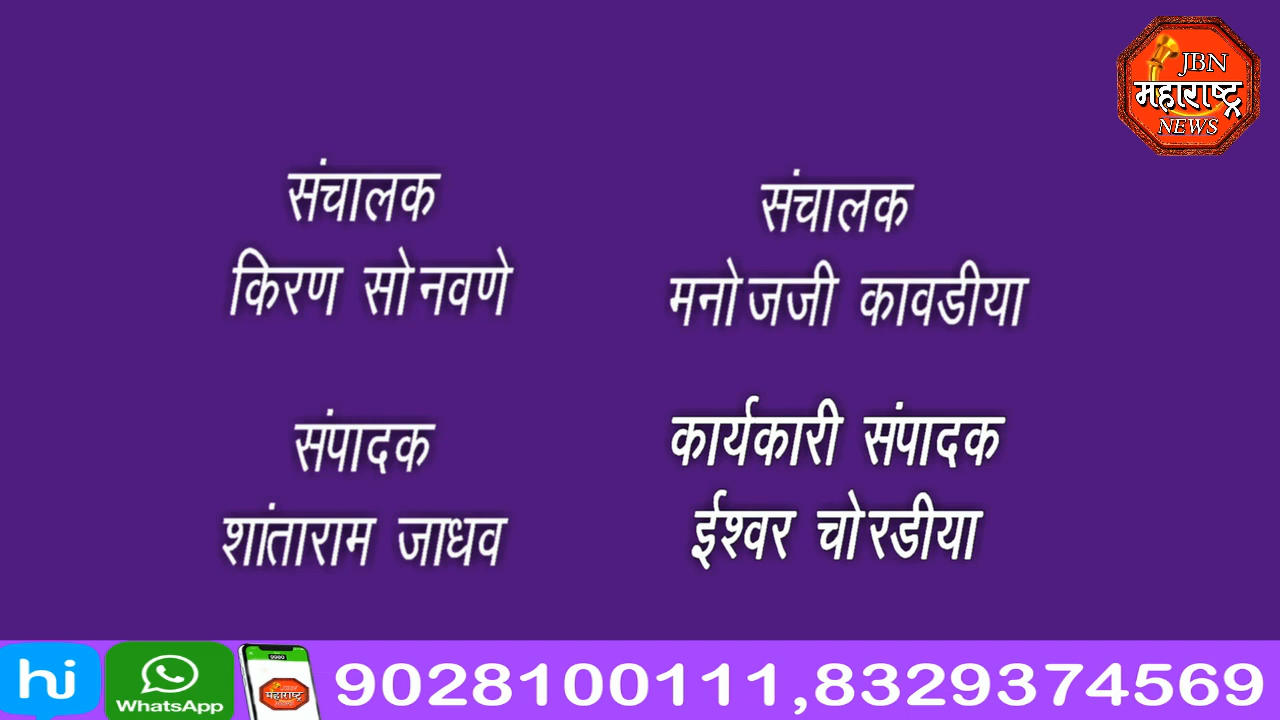 JBN
महाराष्ट्र
NEWS
संचालक
किरण सोनवणे
संचालक
मनोजजी कावडीया
संपादक
शांताराम जाधव
कार्यकारी संपादक
ईश्वर चोरडीया
hi
WhatsApp
महाराष्ट्र
9028100111,8329374569